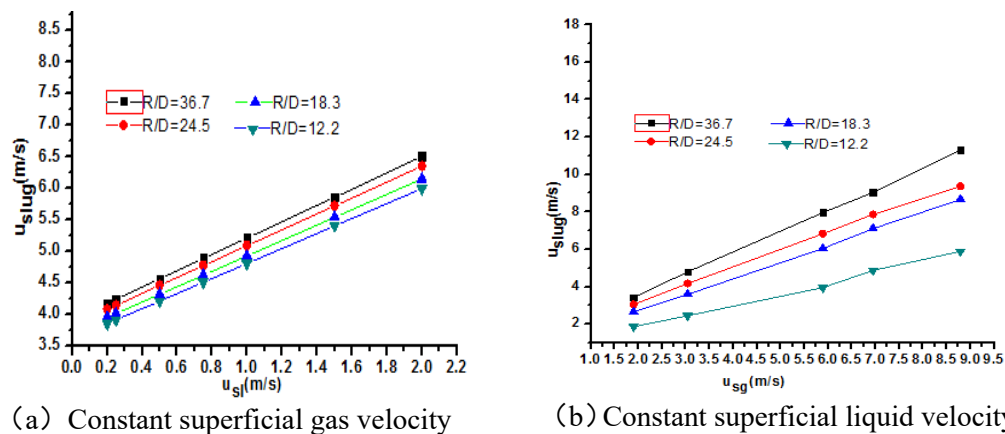 8.5
8.0
7.5
7.0
6.5
6.0
5.5
5.0
4.5
4.0
3.5
u_slug(m/s)
R/D=36.7 R/D=18.3
R/D=24.5 R/D=12.2
0.0 0.2 0.4 0.6 0.8 1.0 1.2 1.4 1.6 1.8 2.0 2.2
u_sl(m/s)
(a) Constant superficial gas velocity
18
16
14
12
10
8
6
4
2
u_slug(m/s)
R/D=36.7 R/D=18.3
R/D=24.5 R/D=12.2
1.0 1.5 2.0 2.5 3.0 3.5 4.0 4.5 5.0 5.5 6.0 6.5 7.0 7.5 8.0 8.5 9.0 9.5
u_sg(m/s)
(b) Constant superficial liquid velocity